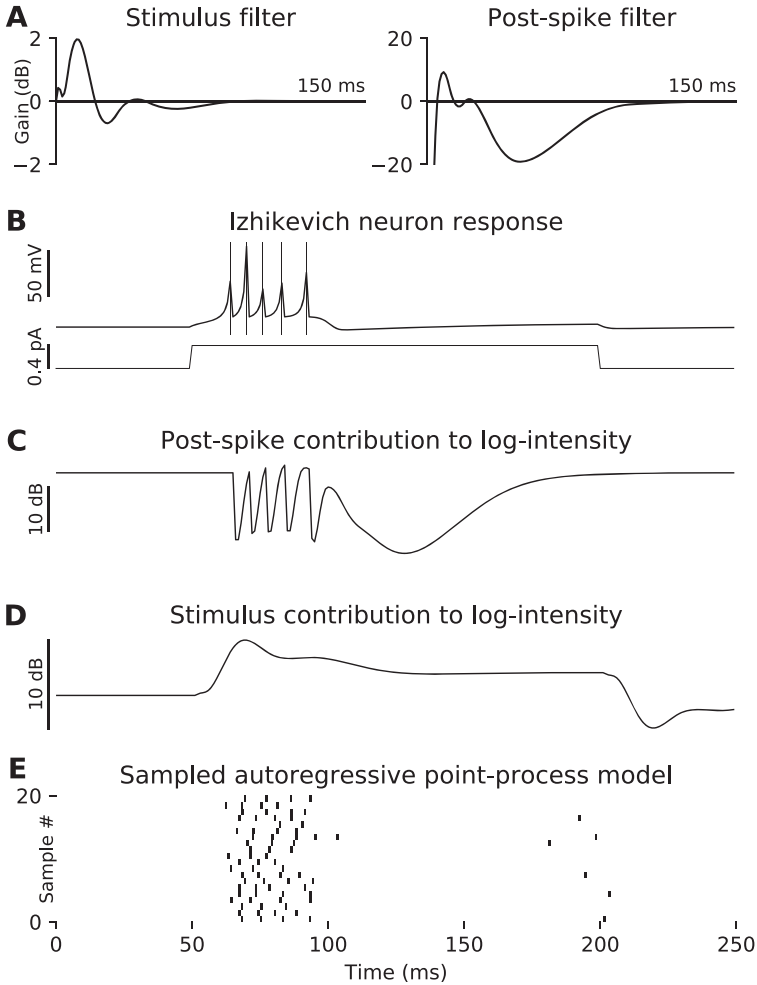 A
Stimulus filter
Post-spike filter
2
0
−2
Gain (dB)
150 ms
20
0
−20
150 ms
B
Izhikevich neuron response
50 mV
0.4 pA
C
Post-spike contribution to log-intensity
10 dB
D
Stimulus contribution to log-intensity
10 dB
E
Sampled autoregressive point-process model
20
0
Sample #
0 50 100 150 200 250
Time (ms)